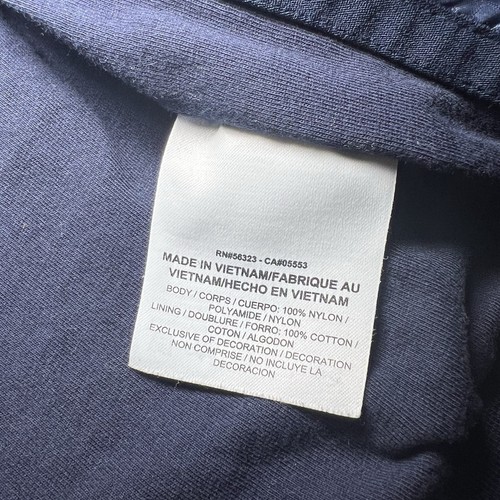 RN#56323 - CA#05553
MADE IN VIETNAM/FABRIQUE AU
VIETNAM/HECHO EN VIETNAM
BODY / CORPS / CUERPO: 100% NYLON /
POLYAMIDE / NYLON
LINING / DOUBLURE / FORRO: 100% COTTON /
COTON / ALGODON
EXCLUSIVE OF DECORATION / DECORATION
NON COMPRISE / NO INCLUYE LA
DECORACION